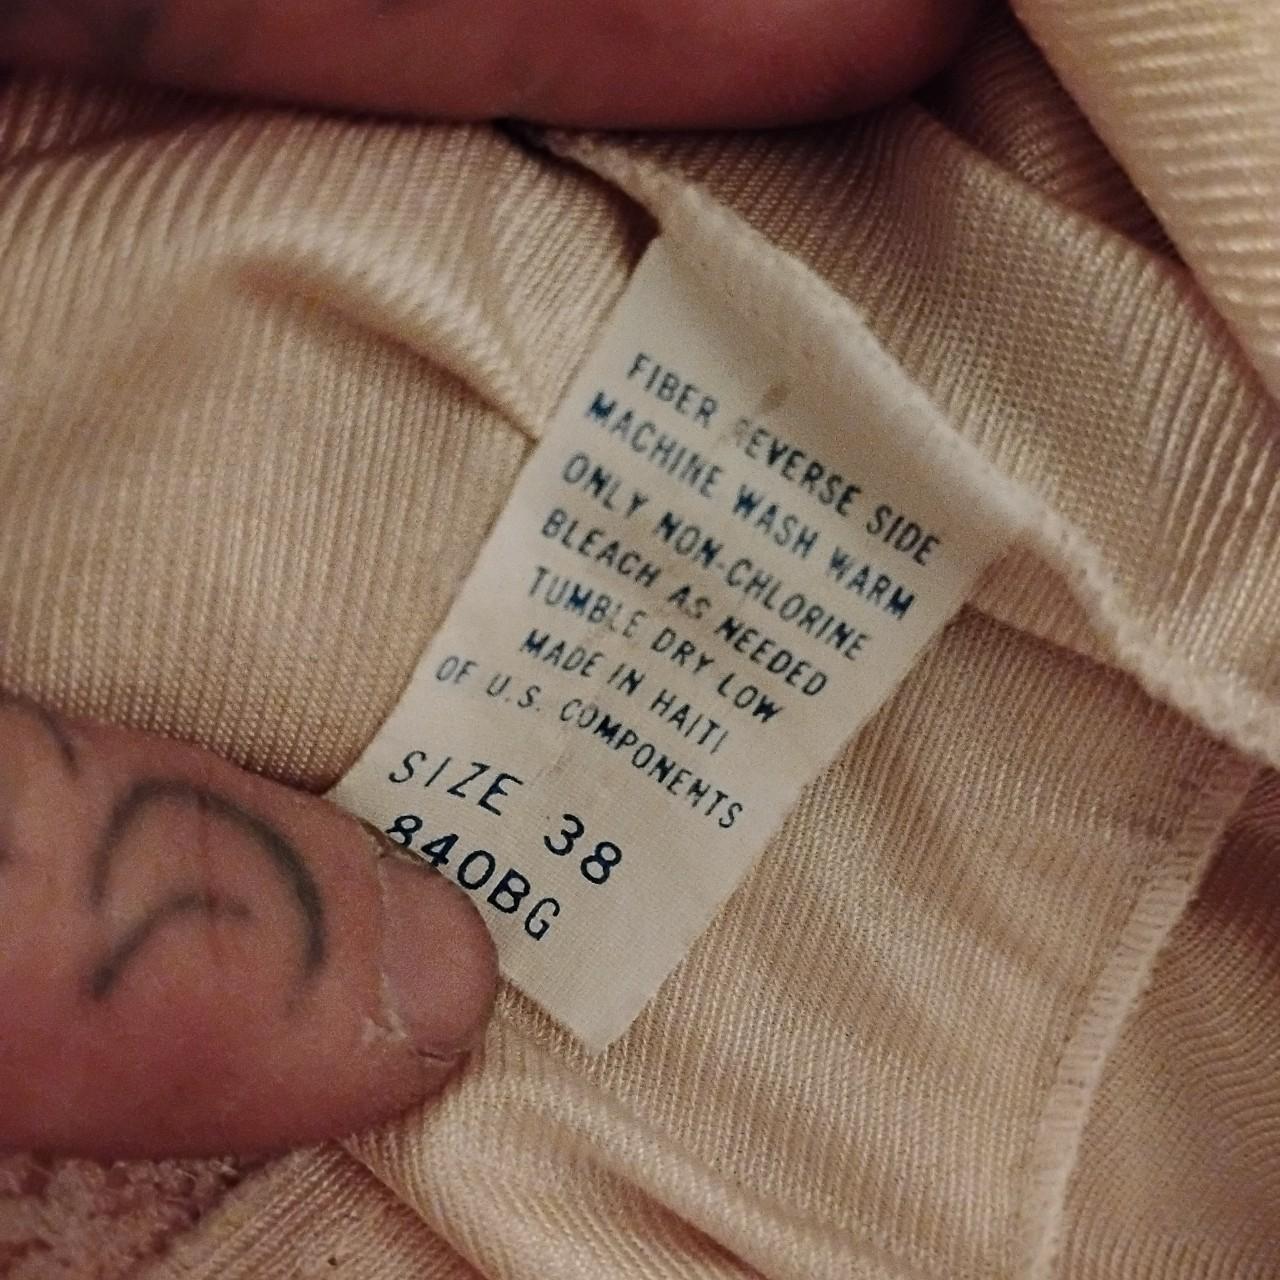 FIBER REVERSE SIDE
MACHINE WASH WARM
ONLY NON-CHLORINE
BLEACH AS NEEDED
TUMBLE DRY LOW
MADE IN HAITI
OF U.S. COMPONENTS
SIZE 38
840BG